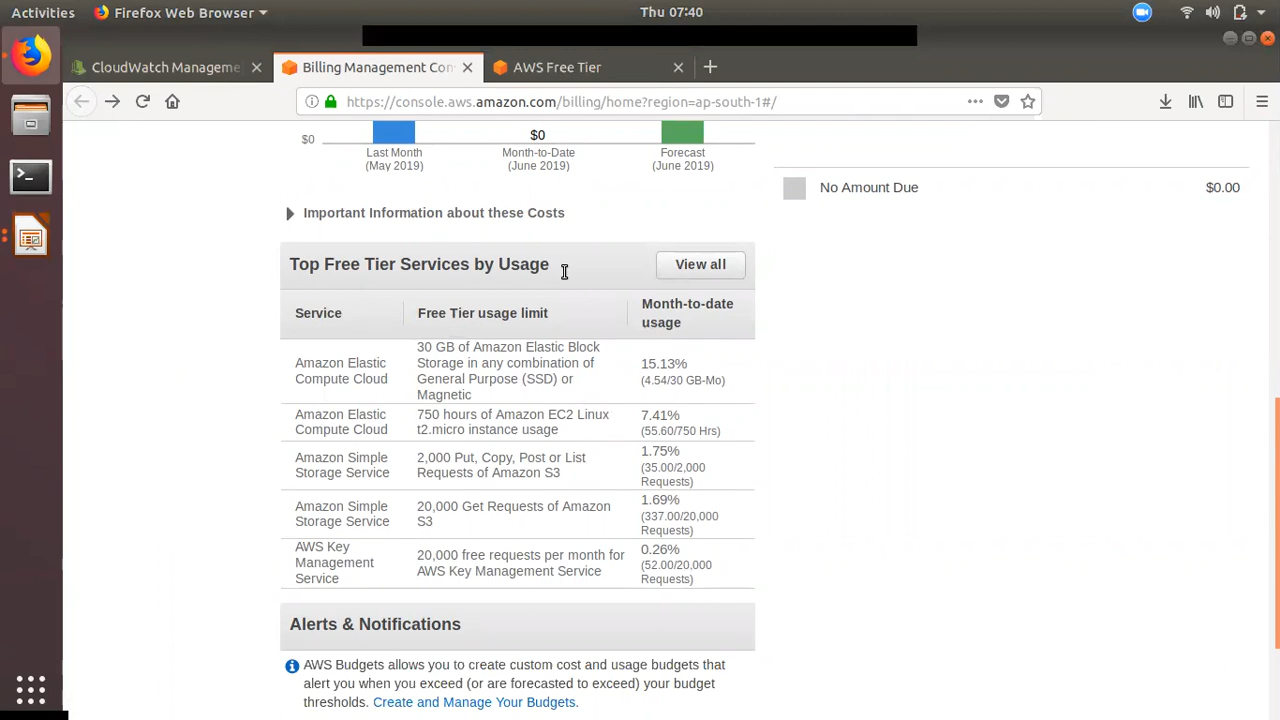 Activities Firefox Web Browser Thu 07:40
CloudWatch Manageme Billing Management Con AWS Free Tier
https://console.aws.amazon.com/billing/home?region=ap-south-1#/
$0 $0
Last Month Month-to-Date Forecast
(May 2019) (June 2019) (June 2019)
No Amount Due $0.00
Important Information about these Costs
Top Free Tier Services by Usage View all
Service Free Tier usage limit Month-to-date
usage
Amazon Elastic
Compute Cloud
30 GB of Amazon Elastic Block
Storage in any combination of
General Purpose (SSD) or
Magnetic
15.13%
(4.54/30 GB-Mo)
Amazon Elastic
Compute Cloud
750 hours of Amazon EC2 Linux
t2.micro instance usage
7.41%
(55.60/750 Hrs)
Amazon Simple
Storage Service
2,000 Put, Copy, Post or List
Requests of Amazon S3
1.75%
(35.00/2,000
Requests)
Amazon Simple
Storage Service
20,000 Get Requests of Amazon
S3
1.69%
(337.00/20,000
Requests)
AWS Key
Management
Service
20,000 free requests per month for
AWS Key Management Service
0.26%
(52.00/20,000
Requests)
Alerts & Notifications
AWS Budgets allows you to create custom cost and usage budgets that
alert you when you exceed (or are forecasted to exceed) your budget
thresholds. Create and Manage Your Budgets.